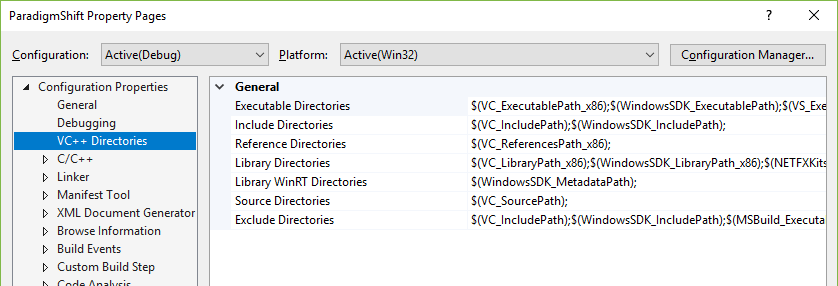 ParadigmShift Property Pages ? ×
Configuration: Active(Debug) Platform: Active(Win32) Configuration Manager...
Configuration Properties
General
Debugging
VC++ Directories
C/C++
Linker
Manifest Tool
XML Document Generator
Browse Information
Build Events
Custom Build Step
Code Analysis
General
Executable Directories $(VC_ExecutablePath_x86);$(WindowsSDK_ExecutablePath);$(VS_Exe
Include Directories $(VC_IncludePath);$(WindowsSDK_IncludePath);
Reference Directories $(VC_ReferencesPath_x86);
Library Directories $(VC_LibraryPath_x86);$(WindowsSDK_LibraryPath_x86);$(NETFXKits
Library WinRT Directories $(WindowsSDK_MetadataPath);
Source Directories $(VC_SourcePath);
Exclude Directories $(VC_IncludePath);$(WindowsSDK_IncludePath);$(MSBuild_Executa